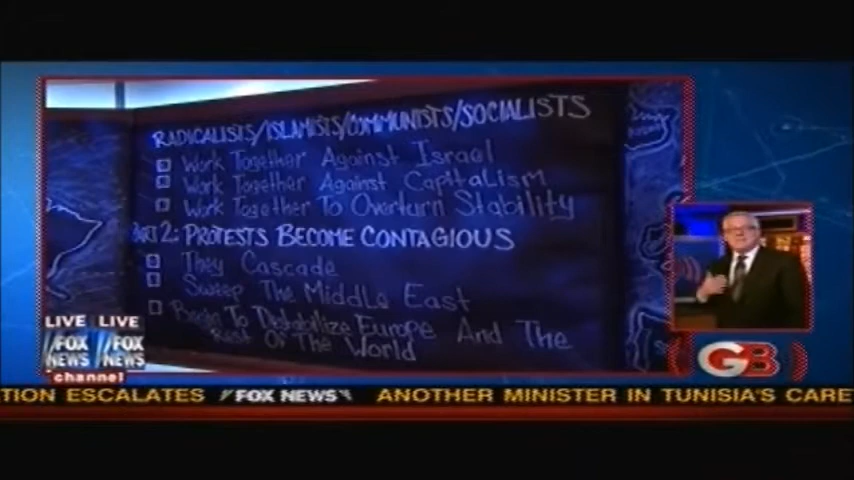 RADICALISTS/ISLAMISTS/COMMUNISTS/SOCIALISTS
Work Together Against Israel
Work Together Against Capitalism
Work Together To Overturn Stability
PART 2: PROTESTS BECOME CONTAGIOUS
They Cascade
Sweep The Middle East
Begin To Destabilize Europe And The
Rest Of The World
LIVE LIVE
FOX FOX
NEWS NEWS
channel
GB
TION ESCALATES FOX NEWS ANOTHER MINISTER IN TUNISIA'S CARE